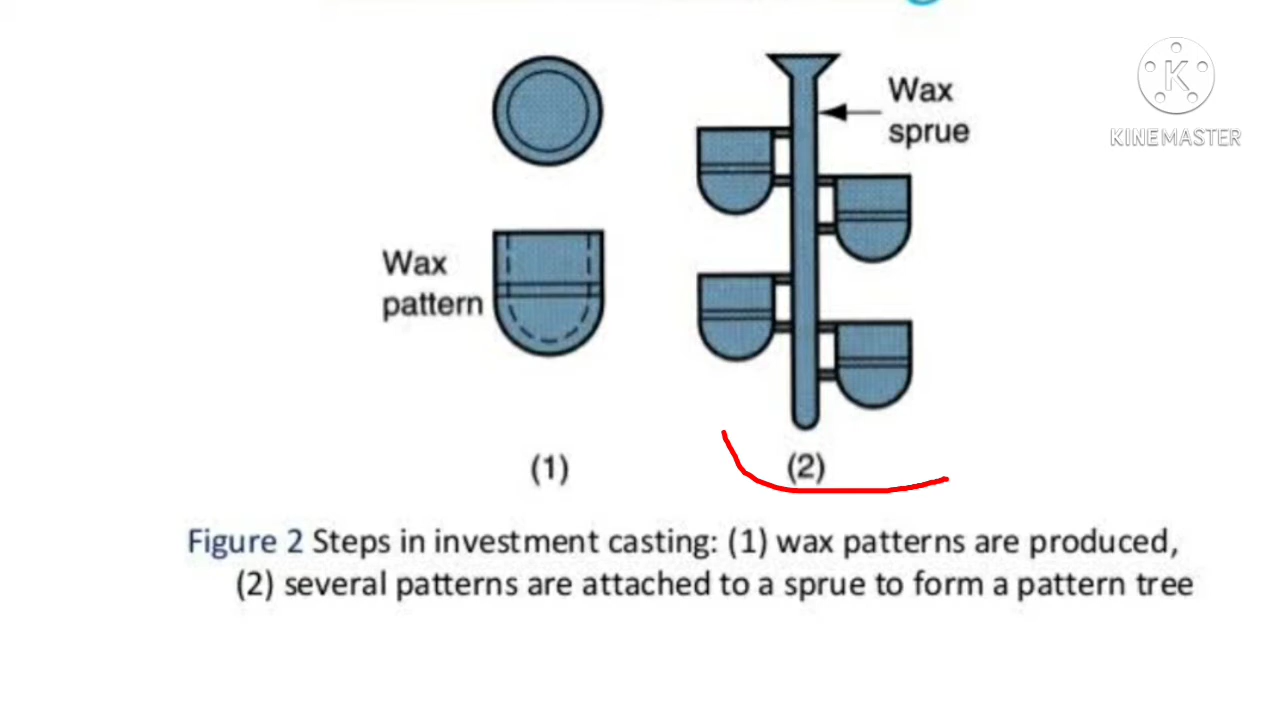 K
KINEMASTER
Wax
sprue
Wax
pattern
(1)
(2)
Figure 2 Steps in investment casting: (1) wax patterns are produced,
(2) several patterns are attached to a sprue to form a pattern tree